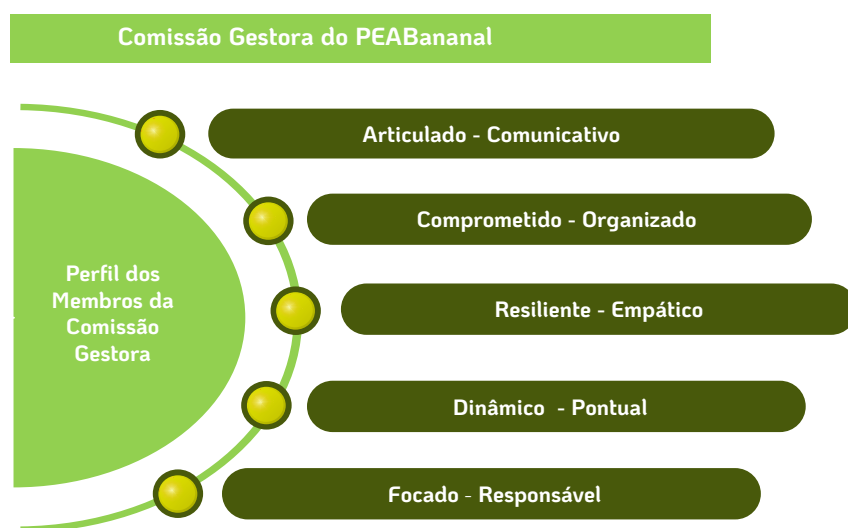 Comissão Gestora do PEABananal
Articulado - Comunicativo
Comprometido - Organizado
Perfil dos
Membros da
Comissão
Gestora
Resiliente - Empático
Dinâmico - Pontual
Focado - Responsável